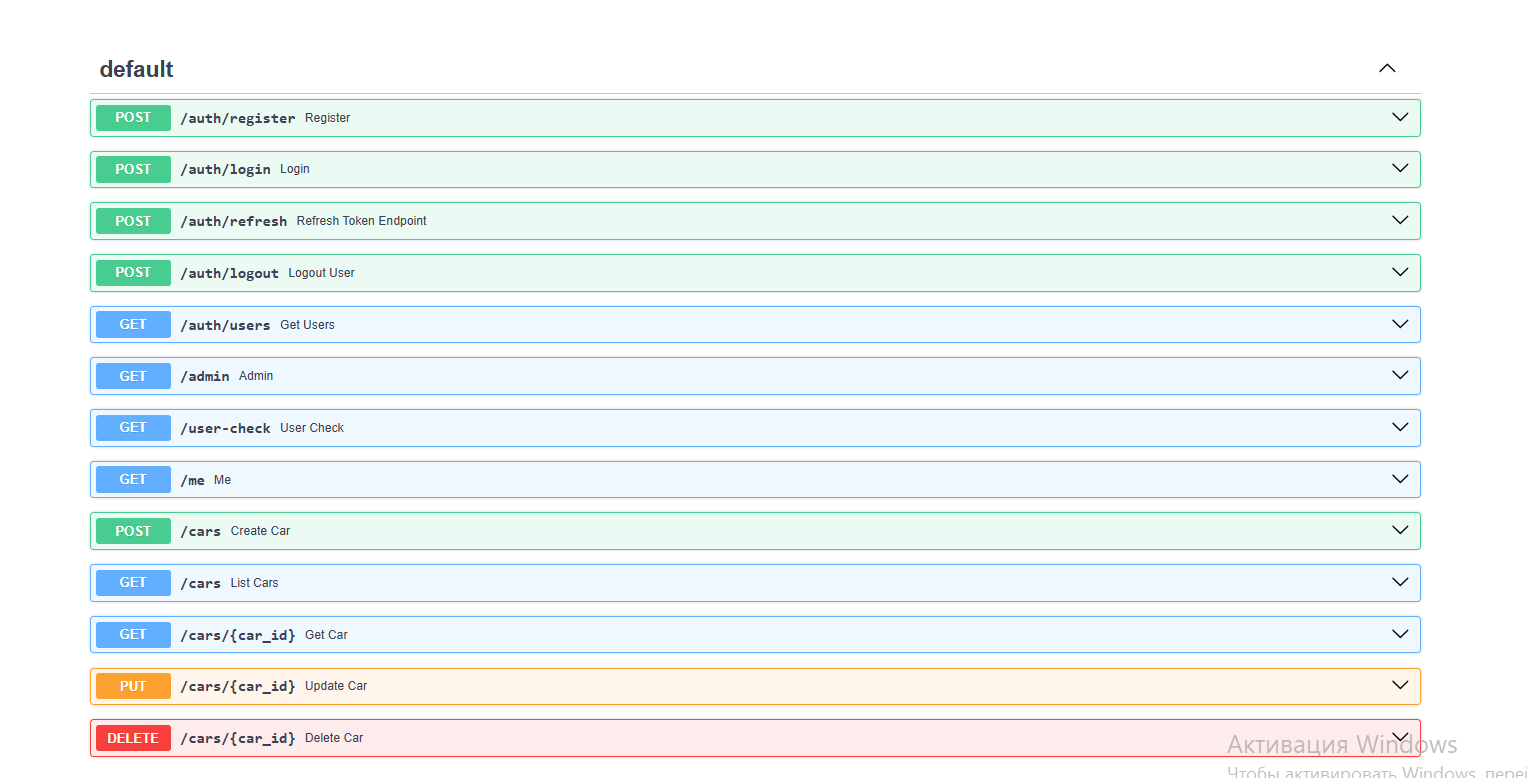 default
POST /auth/register Register
POST /auth/login Login
POST /auth/refresh Refresh Token Endpoint
POST /auth/logout Logout User
GET /auth/users Get Users
GET /admin Admin
GET /user-check User Check
GET /me Me
POST /cars Create Car
GET /cars List Cars
GET /cars/{car_id} Get Car
PUT /cars/{car_id} Update Car
DELETE /cars/{car_id} Delete Car
Активация Windows
Чтобы активировать Windows, перей